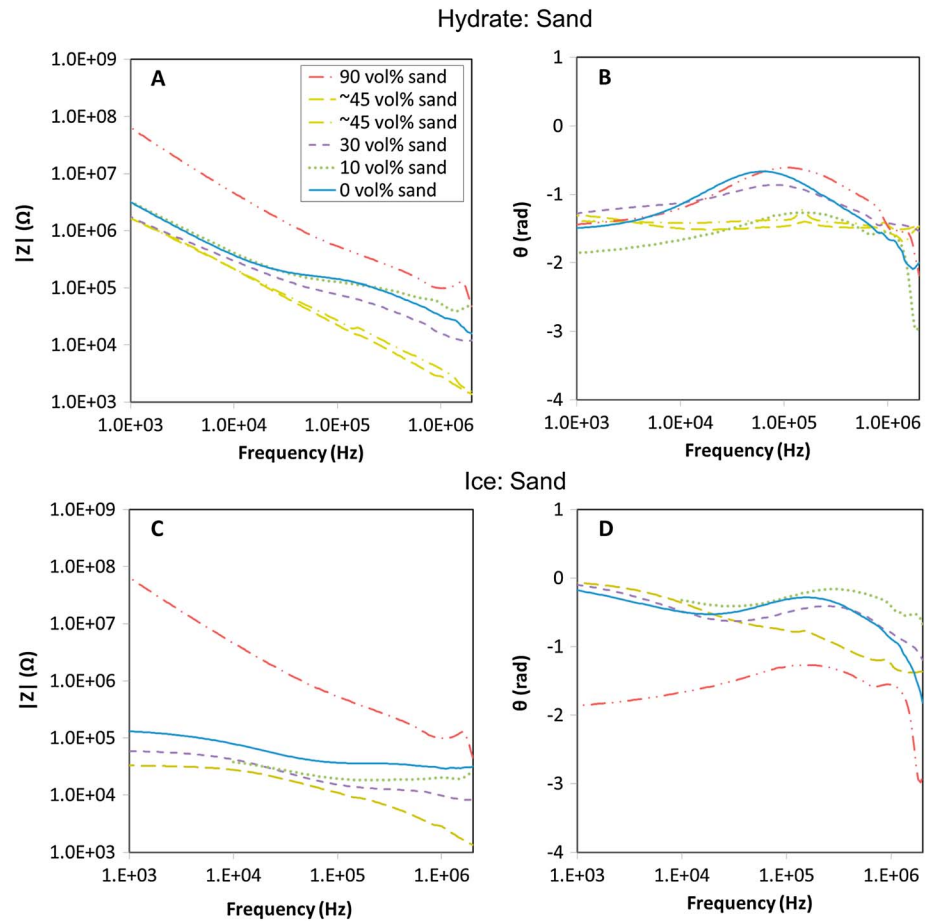 Hydrate: Sand
A
|Z| (Ω)
1.0E+09
1.0E+08
1.0E+07
1.0E+06
1.0E+05
1.0E+04
1.0E+03
90 vol% sand
~45 vol% sand
~45 vol% sand
30 vol% sand
10 vol% sand
0 vol% sand
1.0E+03 1.0E+04 1.0E+05 1.0E+06
Frequency (Hz)
B
θ (rad)
1
0
-1
-2
-3
-4
1.0E+03 1.0E+04 1.0E+05 1.0E+06
Frequency (Hz)
Ice: Sand
C
|Z| (Ω)
1.0E+09
1.0E+08
1.0E+07
1.0E+06
1.0E+05
1.0E+04
1.0E+03
1.E+03 1.E+04 1.E+05 1.E+06
Frequency (Hz)
D
θ (rad)
1
0
-1
-2
-3
-4
1.E+03 1.E+04 1.E+05 1.E+06
Frequency (Hz)